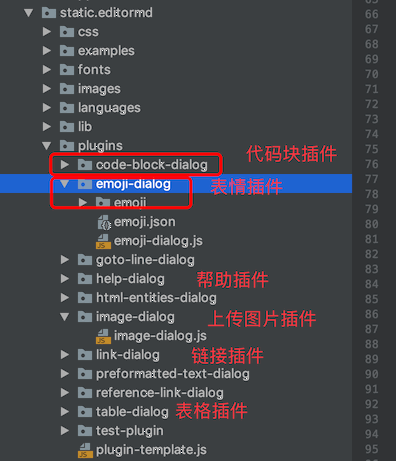 static.editormd
65
66
css
67
examples
68
fonts
69
70
images
71
languages
72
lib
73
74
plugins
75
code-block-dialog 代码块插件
76
77
emoji-dialog 表情插件
78
emoji
79
emoji.json
80
emoji-dialog.js
81
82
goto-line-dialog
83
help-dialog 帮助插件
84
html-entities-dialog
85
image-dialog 上传图片插件
86
87
image-dialog.js
88
link-dialog 链接插件
89
preformatted-text-dialog
90
91
reference-link-dialog
92
table-dialog 表格插件
93
test-plugin
94
plugin-template.js
95